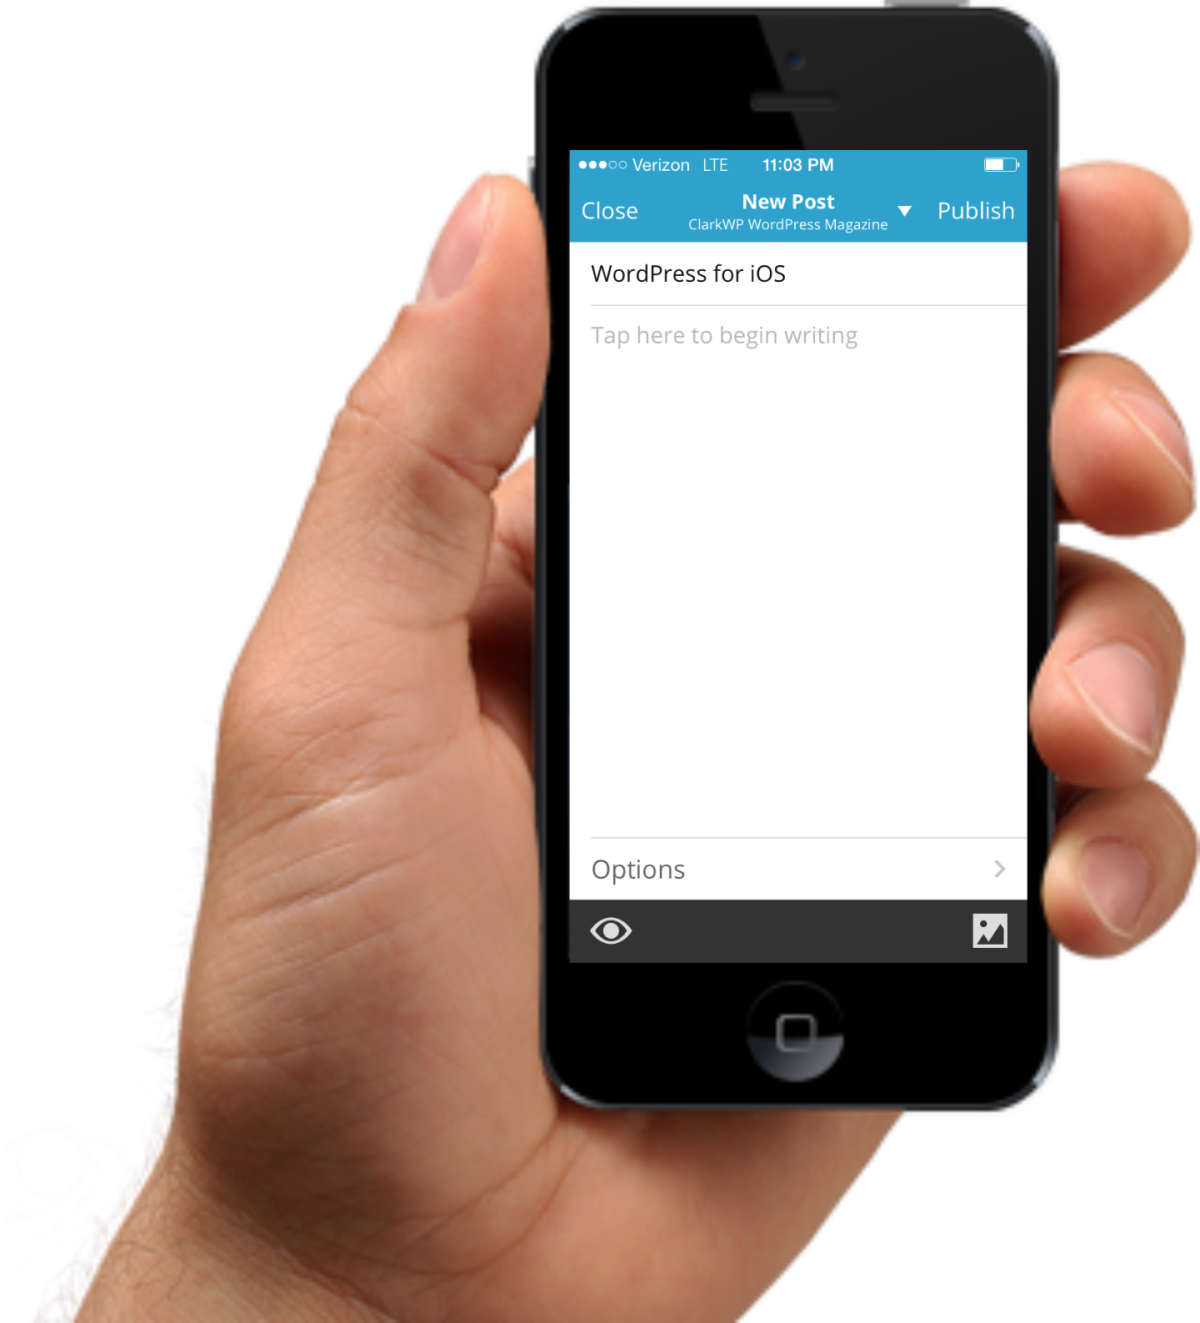 Verizon LTE 11:03 PM
Close New Post Publish
ClarkWP WordPress Magazine
WordPress for iOS
Tap here to begin writing
Options